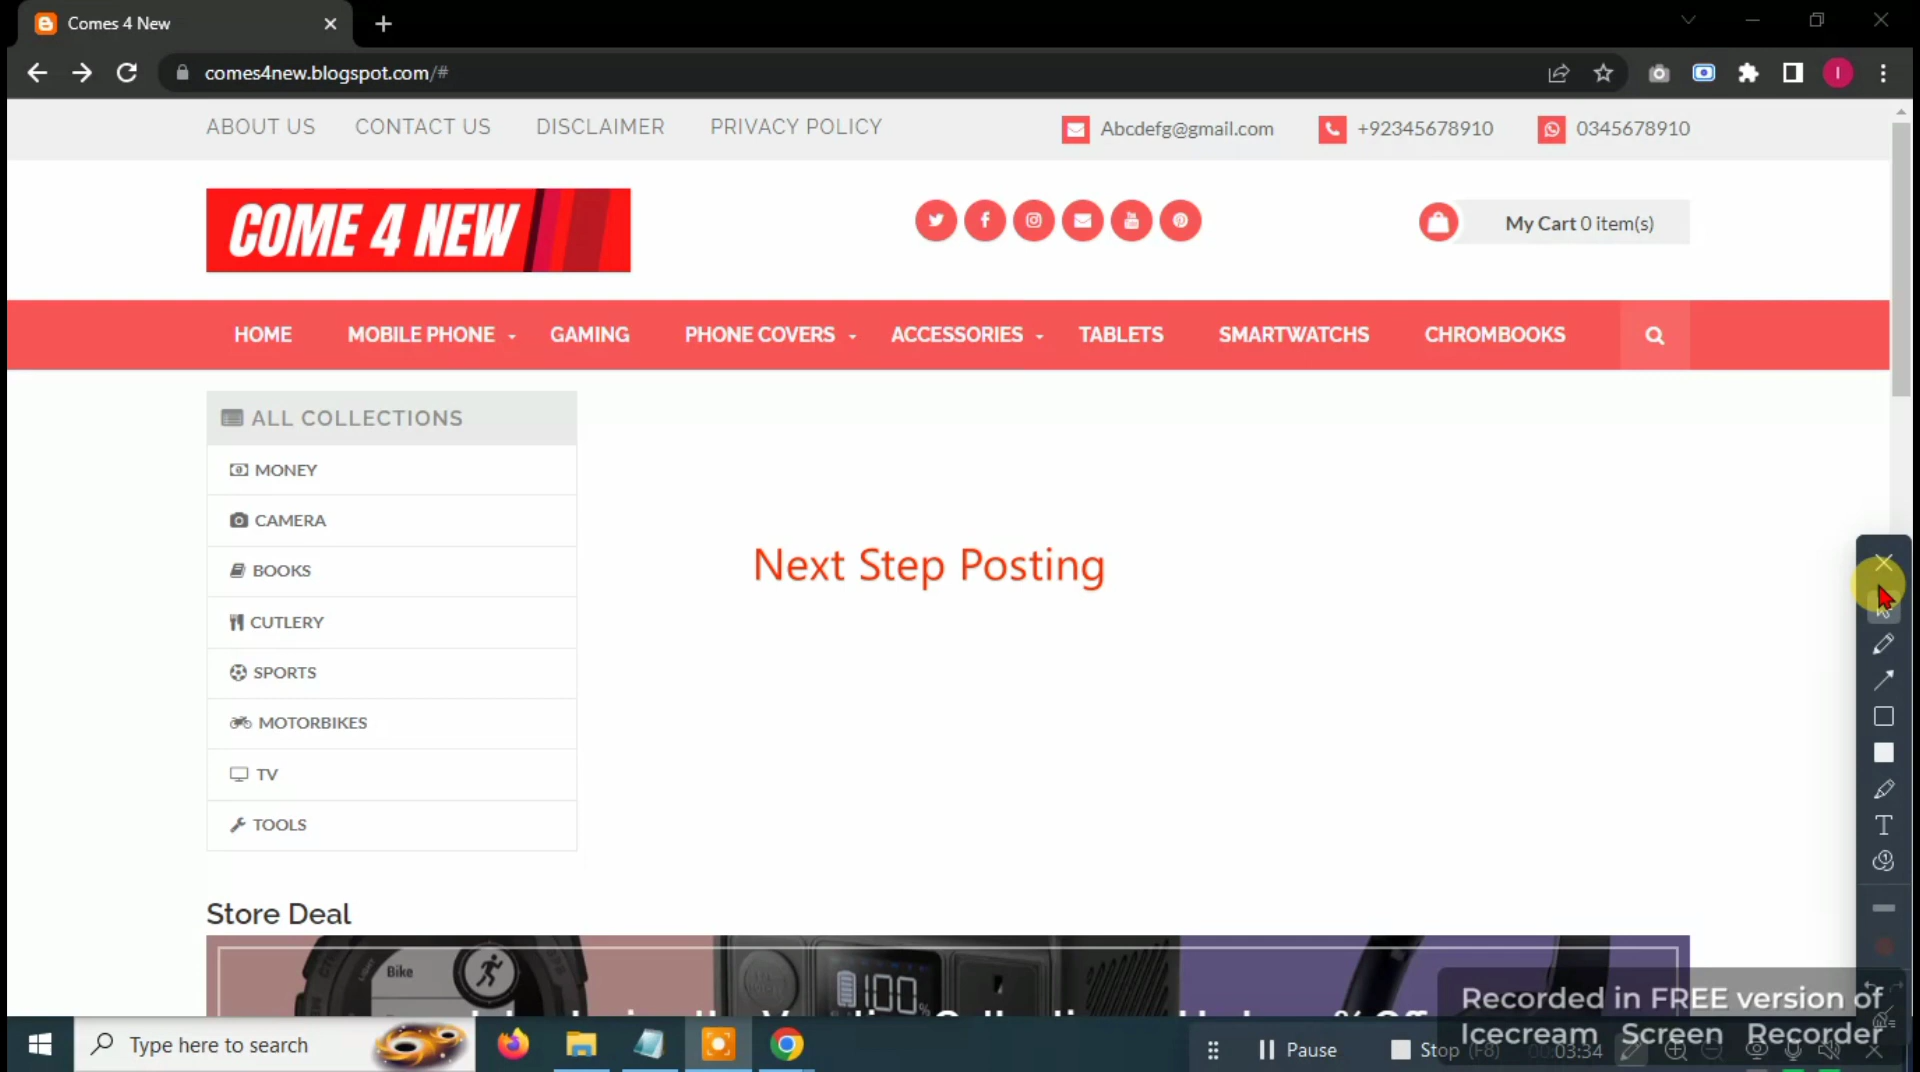 Comes 4 New
comes4new.blogspot.com/#
ABOUT US CONTACT US DISCLAIMER PRIVACY POLICY
Abcdefg@gmail.com +92345678910 0345678910
COME 4 NEW
My Cart 0 item(s)
HOME MOBILE PHONE GAMING PHONE COVERS ACCESSORIES TABLETS SMARTWATCHS CHROMBOOKS
ALL COLLECTIONS
MONEY
CAMERA
BOOKS
CUTLERY
SPORTS
MOTORBIKES
TV
TOOLS
Next Step Posting
Store Deal
Bike
100
Recorded in FREE version of
Icecream Screen Recorder
Type here to search
Pause Stop (F8) 00:03:34